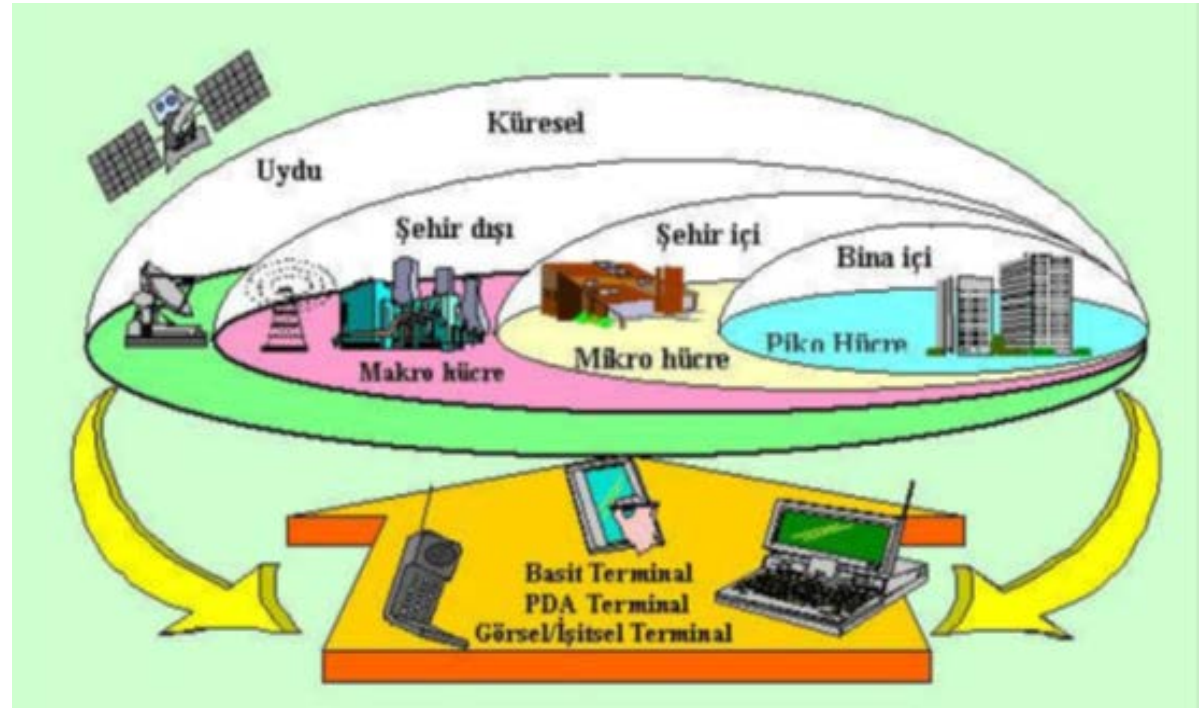 Küresel
Uydu
Şehir dışı
Şehir içi
Bina içi
Makro hücre
Mikro hücre
Piko Hücre
Basit Terminal
PDA Terminal
Görsel/İşitsel Terminal